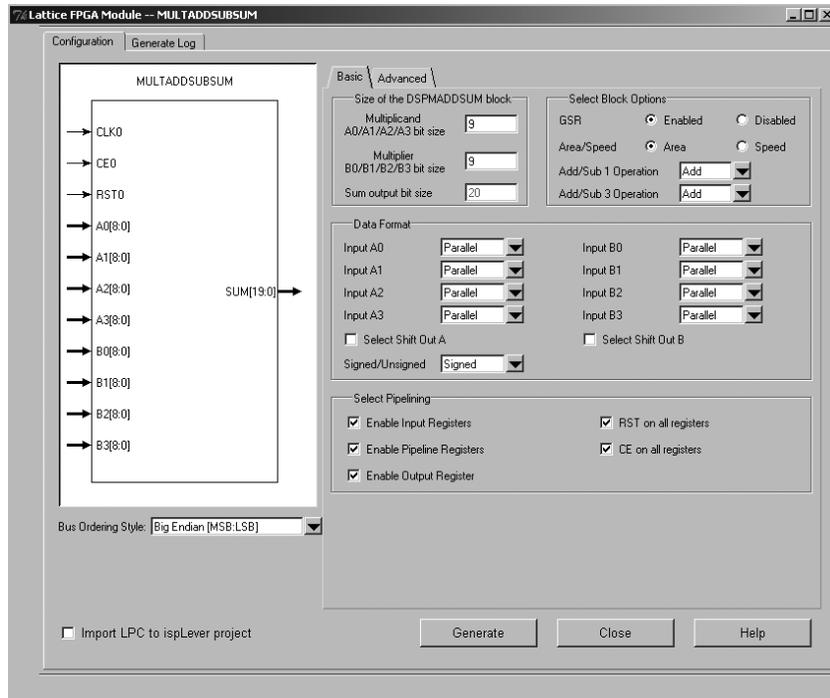 Lattice FPGA Module -- MULTADDSUBSUM
Configuration
Generate Log
MULTADDSUBSUM
CLK0
CE0
RST0
A0[8:0]
A1[8:0]
A2[8:0]
A3[8:0]
B0[8:0]
B1[8:0]
B2[8:0]
B3[8:0]
SUM[19:0]
Bus Ordering Style: Big Endian [MSB:LSB]
Basic
Advanced
Size of the DSPMADDSUM block
Multiplicand
A0/A1/A2/A3 bit size 9
Multiplier
B0/B1/B2/B3 bit size 9
Sum output bit size 20
Select Block Options
GSR Enabled Disabled
Area/Speed Area Speed
Add/Sub 1 Operation Add
Add/Sub 3 Operation Add
Data Format
Input A0 Parallel Input B0 Parallel
Input A1 Parallel Input B1 Parallel
Input A2 Parallel Input B2 Parallel
Input A3 Parallel Input B3 Parallel
Select Shift Out A Select Shift Out B
Signed/Unsigned Signed
Select Pipelining
Enable Input Registers RST on all registers
Enable Pipeline Registers CE on all registers
Enable Output Register
Import LPC to ispLever project
Generate Close Help